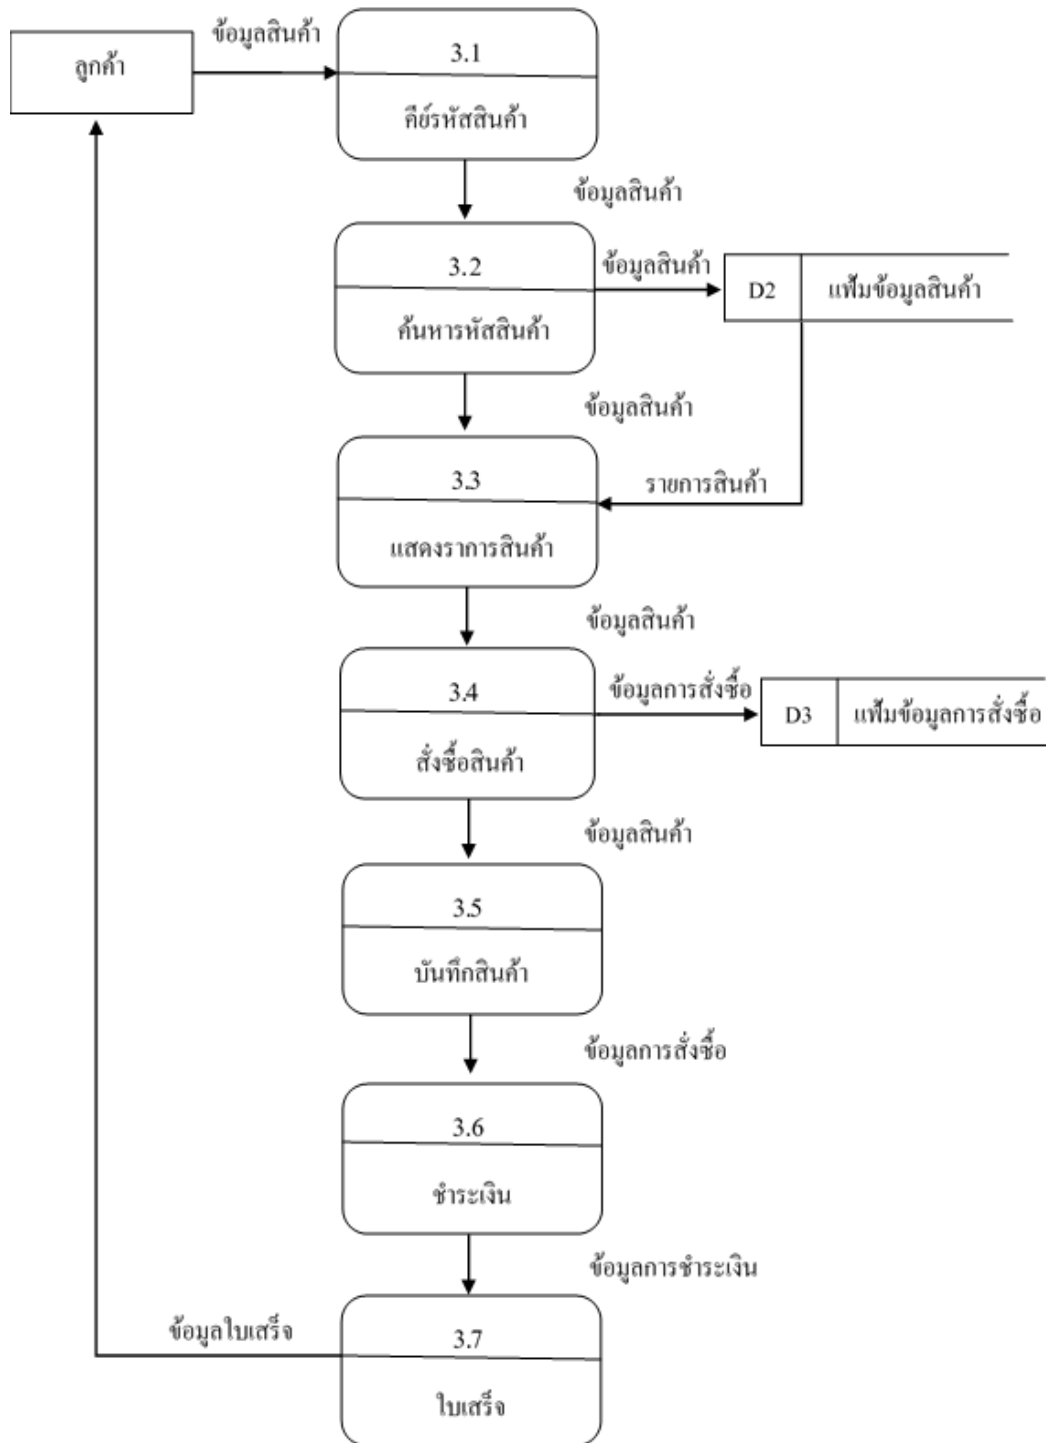 ข้อมูลสินค้า
ลูกค้า
3.1
คีย์รหัสสินค้า
ข้อมูลสินค้า
3.2
ข้อมูลสินค้า
D2
แฟ้มข้อมูลสินค้า
ค้นหารหัสสินค้า
ข้อมูลสินค้า
3.3
รายการสินค้า
แสดงราการสินค้า
ข้อมูลสินค้า
3.4
ข้อมูลการสั่งซื้อ
D3
แฟ้มข้อมูลการสั่งซื้อ
สั่งซื้อสินค้า
ข้อมูลสินค้า
3.5
บันทึกสินค้า
ข้อมูลการสั่งซื้อ
3.6
ชำระเงิน
ข้อมูลการชำระเงิน
ข้อมูลใบเสร็จ
3.7
ใบเสร็จ